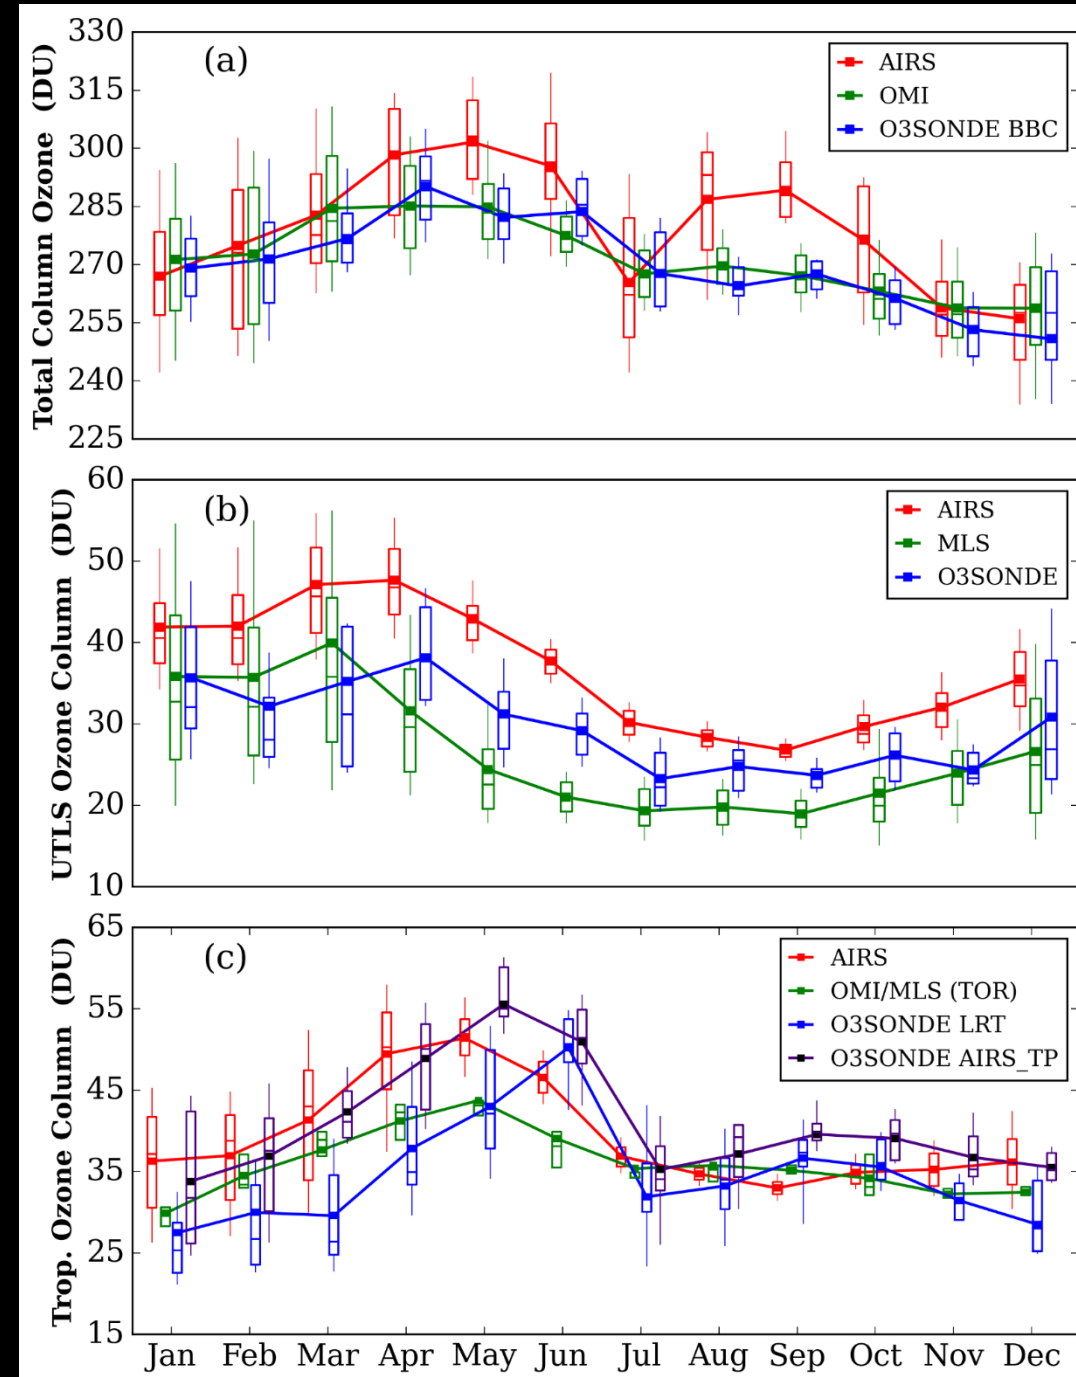 330
315
300
285
270
255
240
225
Total Column Ozone (DU)
(a)
AIRS
OMI
O3SONDE BBC
60
50
40
30
20
10
UTLS Ozone Column (DU)
(b)
AIRS
MLS
O3SONDE
65
55
45
35
25
15
Trop. Ozone Column (DU)
(c)
AIRS
OMI/MLS (TOR)
O3SONDE LRT
O3SONDE AIRS_TP
Jan Feb Mar Apr May Jun Jul Aug Sep Oct Nov Dec